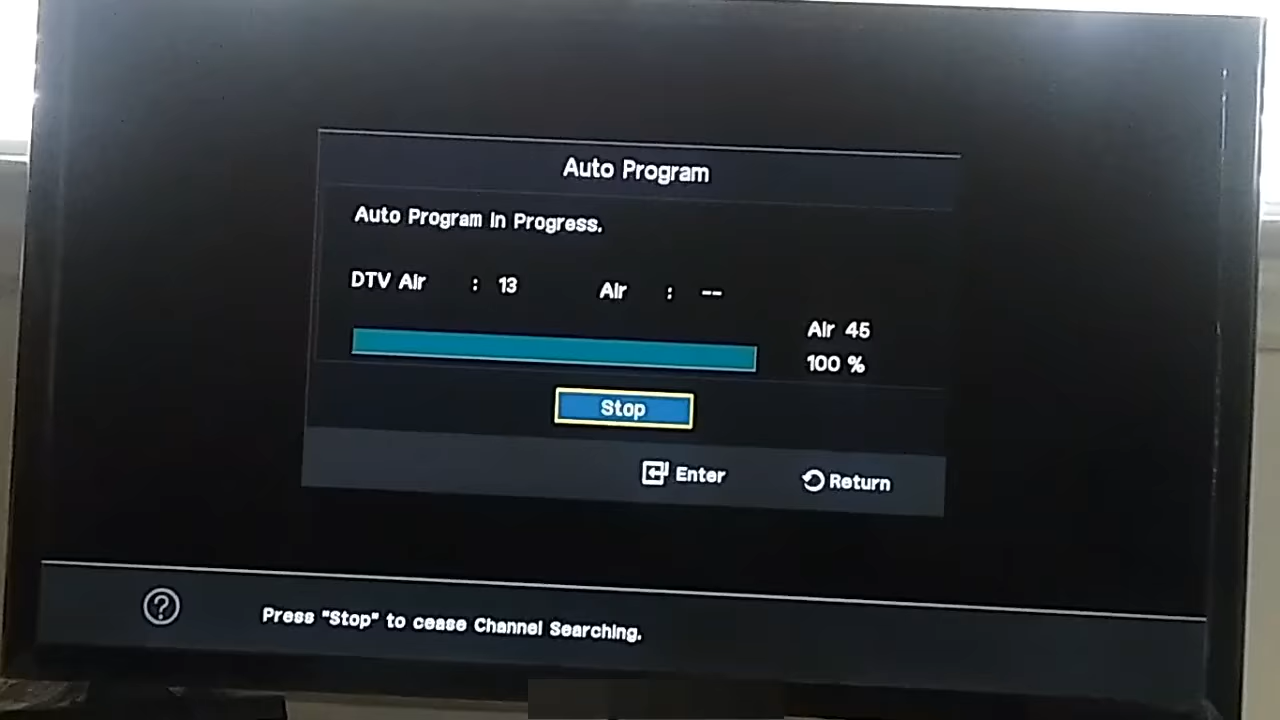 Auto Program
Auto Program in Progress.
DTV Air : 13 Air : --
Air 45
100 %
Stop
Enter Return
Press "Stop" to cease Channel Searching.